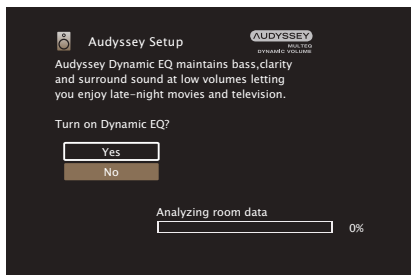 Audyssey Setup
AUDYSSEY
MULTEQ
DYNAMIC VOLUME
Audyssey Dynamic EQ maintains bass,clarity
and surround sound at low volumes letting
you enjoy late-night movies and television.
Turn on Dynamic EQ?
Yes
No
Analyzing room data
0%